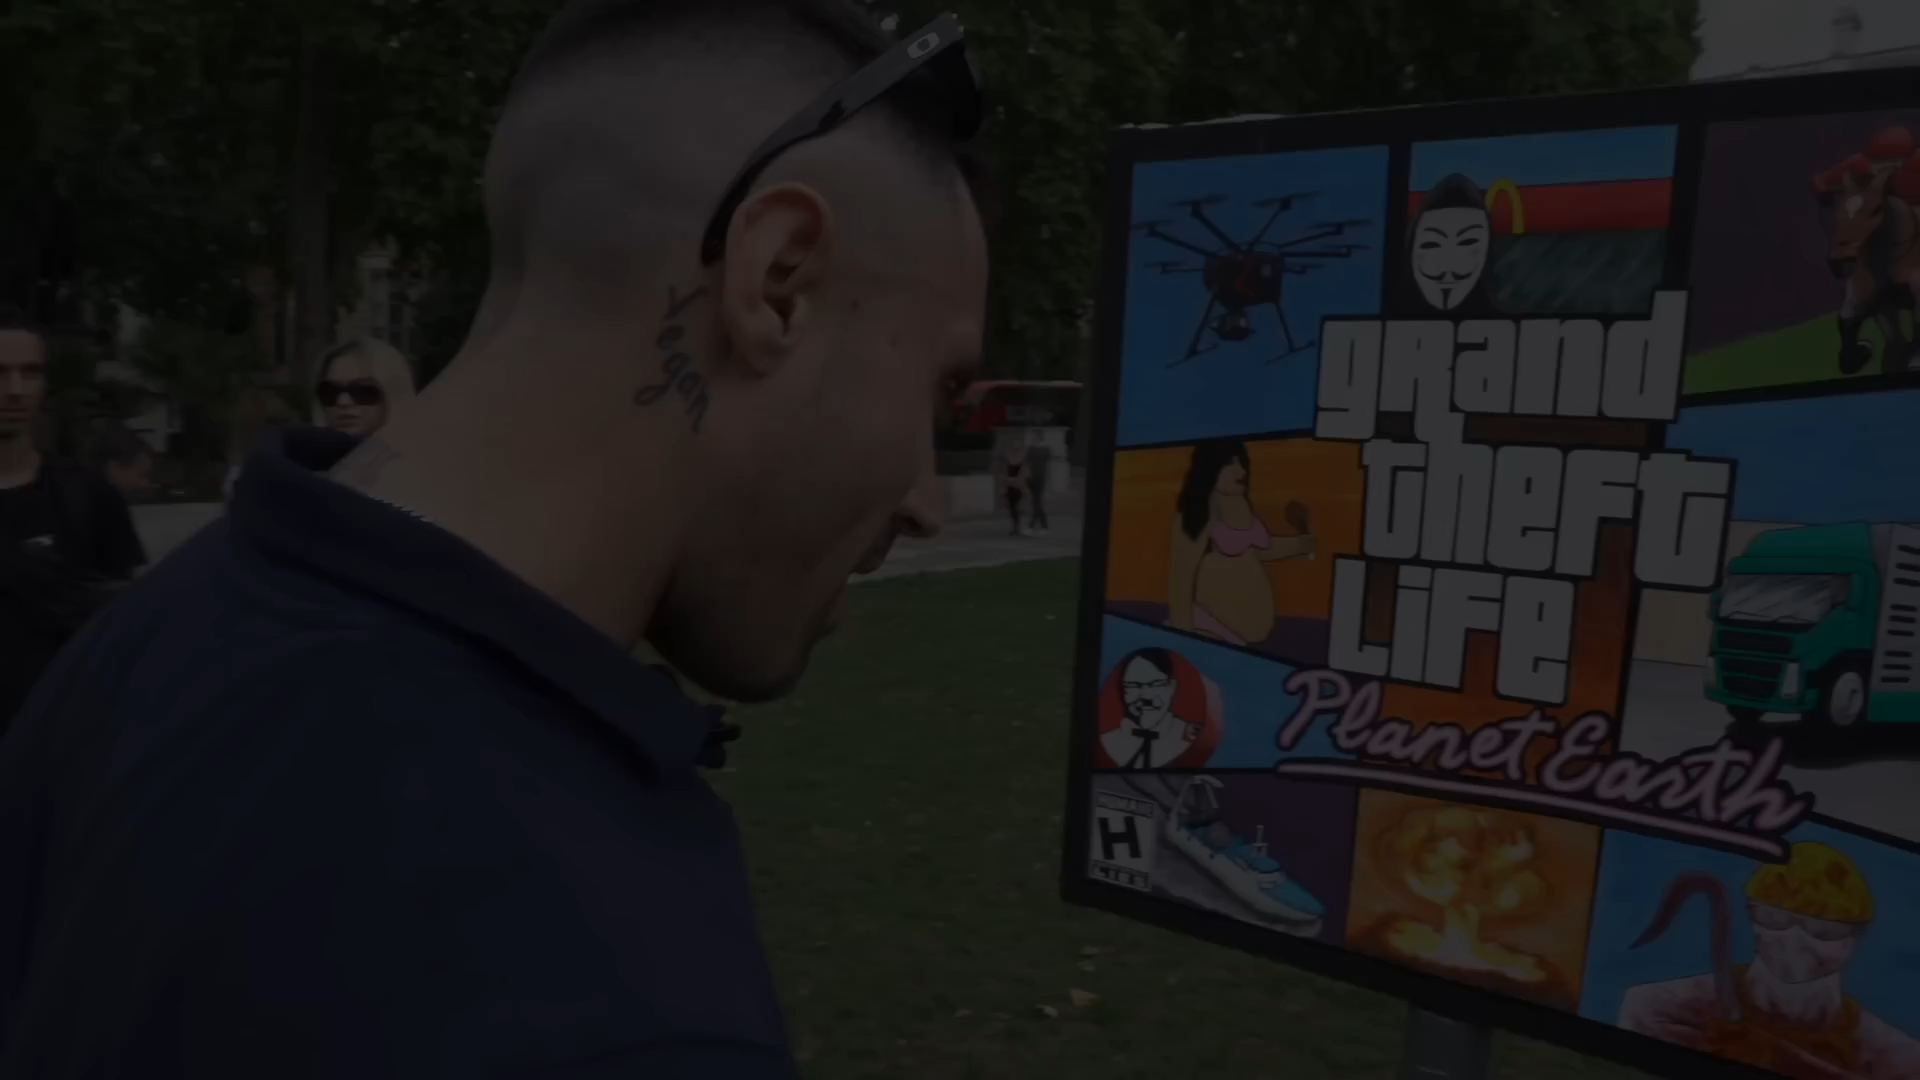 vegan
grand
theft
Life
Planet Earth
H